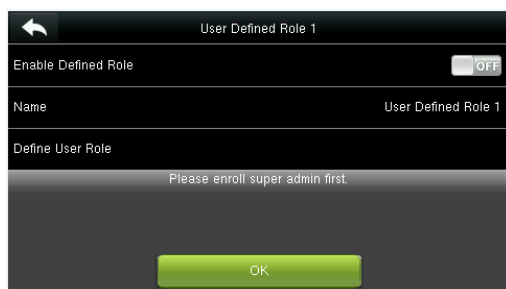 User Defined Role 1
Enable Defined Role OFF
Name User Defined Role 1
Define User Role
Please enroll super admin first.
OK